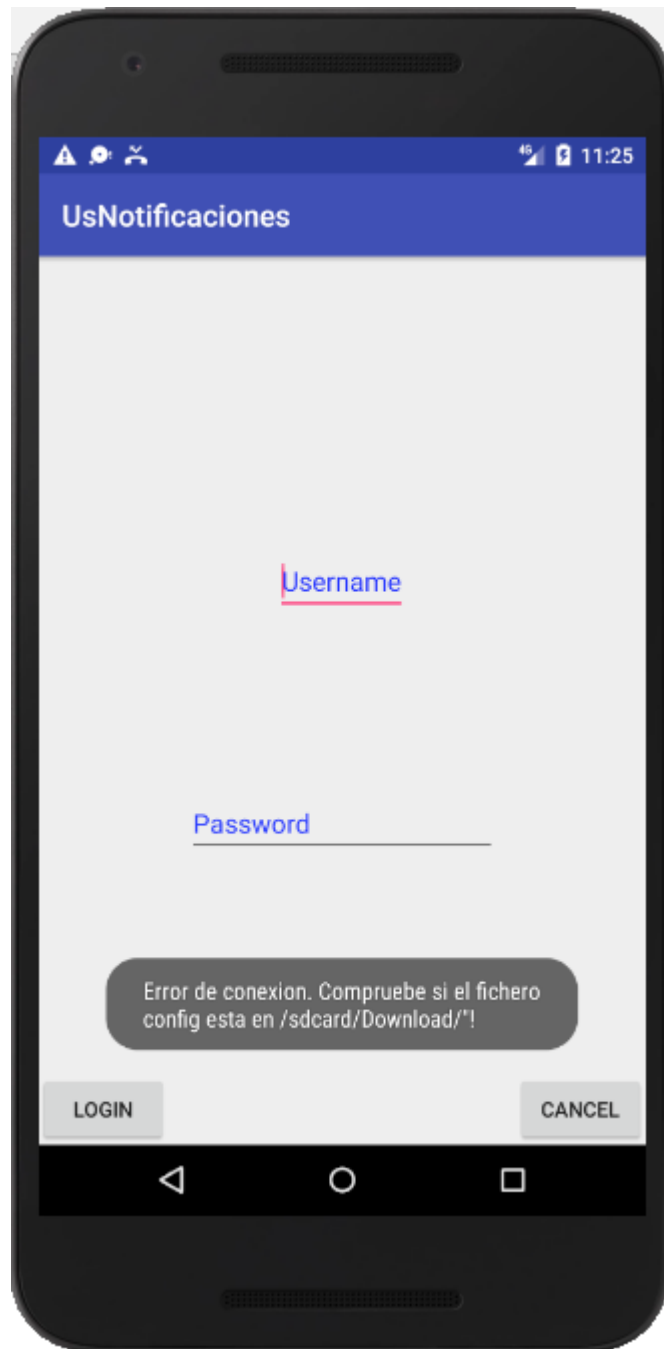 4G 11:25
UsNotificaciones
Username
Password
Error de conexion. Compruebe si el fichero
config esta en /sdcard/Download/"!
LOGIN CANCEL